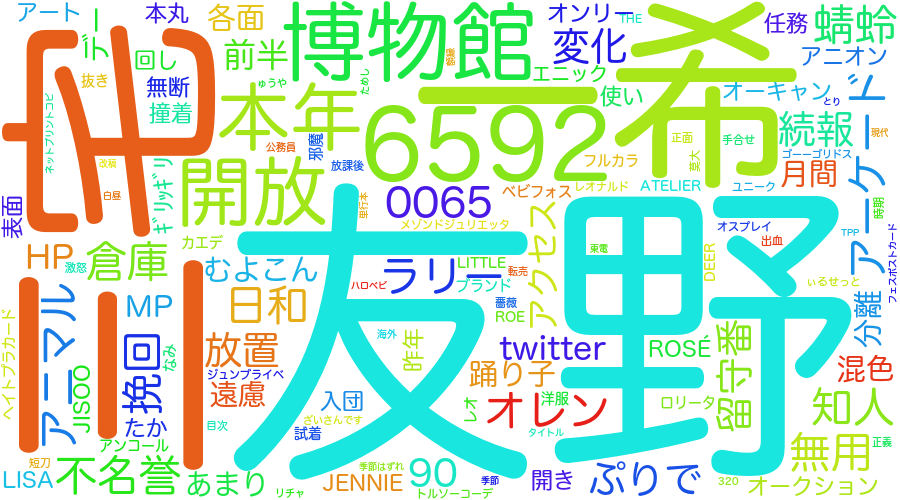 アート
本丸
各面
博物館
オンリー
THE
任務
蜻蛉
デー
回し
前半
変化
希
抜き
無断
撞着
ゅうや
ためし
エニック
使い
アニオン
オーキャン
とり
ド
本年
6592
正面
手合せ
続報
現代
公務員
邪魔
放課後
フルカラ
葉大
ゴーーゴリドス
ネットプリントコピ
改稿
白昼
ギリッギリ
開放
単行本
0065
ベビフォス
レオナルド
ATELIER
ユニーク
月間
アーケード
時期
表面
カエデ
メゾンドジュリエッタ
アクセス
オスプレイ
TPP
フェスポストカード
HP
激怒
倉庫
むよこん
ラリー
LITTLE
転売
東電
DEER
出血
ハロベビ
ブランド
川
友野
ぃるせっと
MP
日和
薔薇
ROE
分離
ヘイトプラカード
アニマル
挽回
なみ
放置
海外
昨年
twitter
ROSÉ
留守番
混色
JISOO
ジュンブライベ
遠慮
踊り子
たか
目次
入団
ざいさんです
レオ
オレン
洋服
ロリータ
知人
アンコール
試着
タイトル
無用
正義
短刀
LISA
不名誉
あまり
季節はずれ
JENNIE
90
季節
開き
ぷりで
320
オークション
リチャ
トルソーコーデ